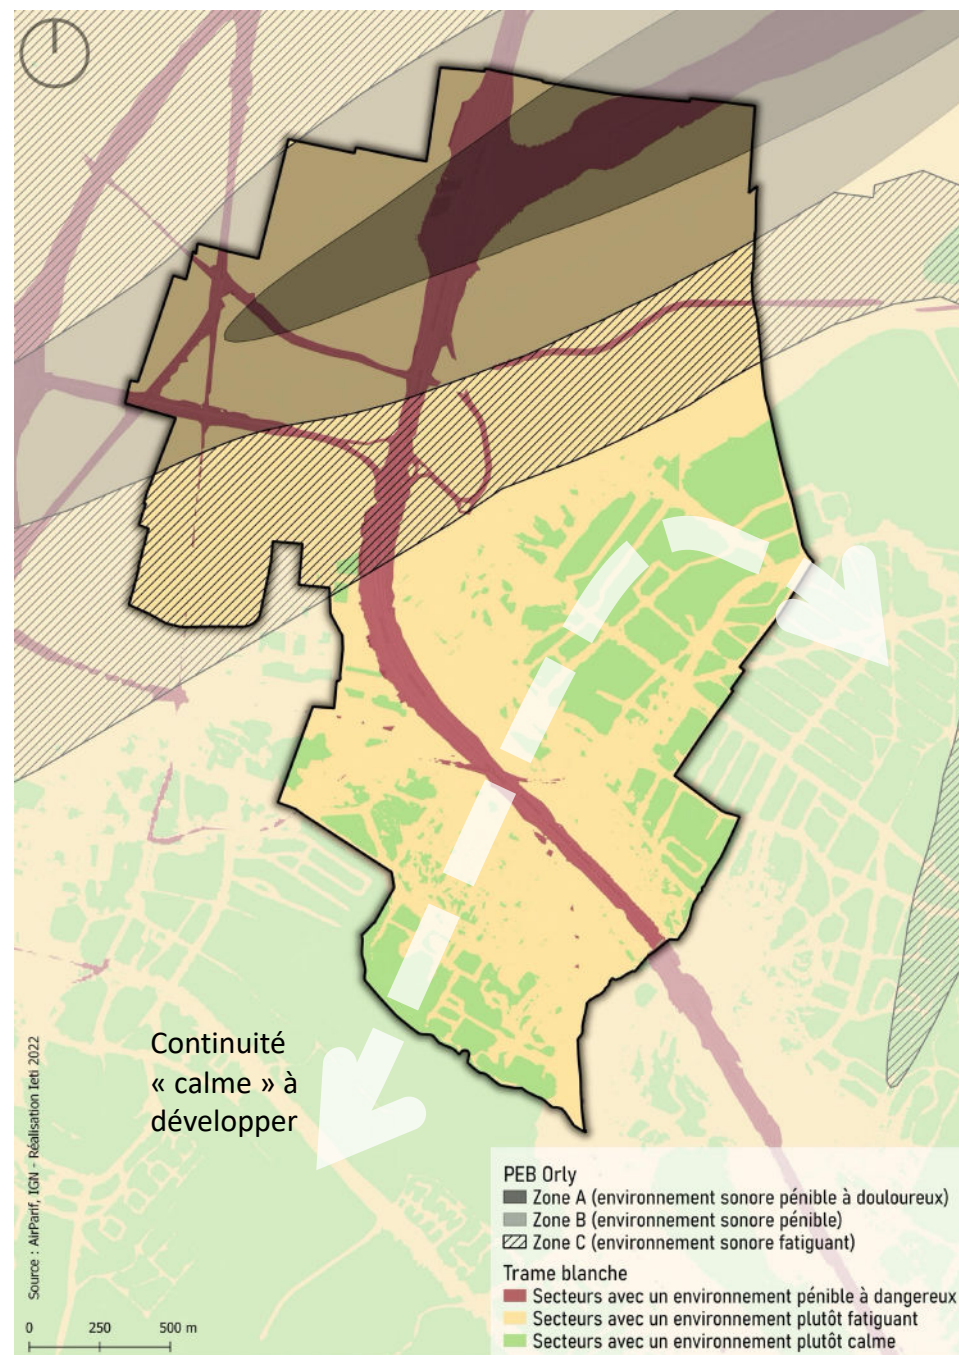 Continuité
« calme » à
développer
Source : AirParif, IGN - Réalisation Ieti 2022
0 250 500 m
PEB Orly
Zone A (environnement sonore pénible à douloureux)
Zone B (environnement sonore pénible)
Zone C (environnement sonore fatiguant)
Trame blanche
Secteurs avec un environnement pénible à dangereux
Secteurs avec un environnement plutôt fatiguant
Secteurs avec un environnement plutôt calme